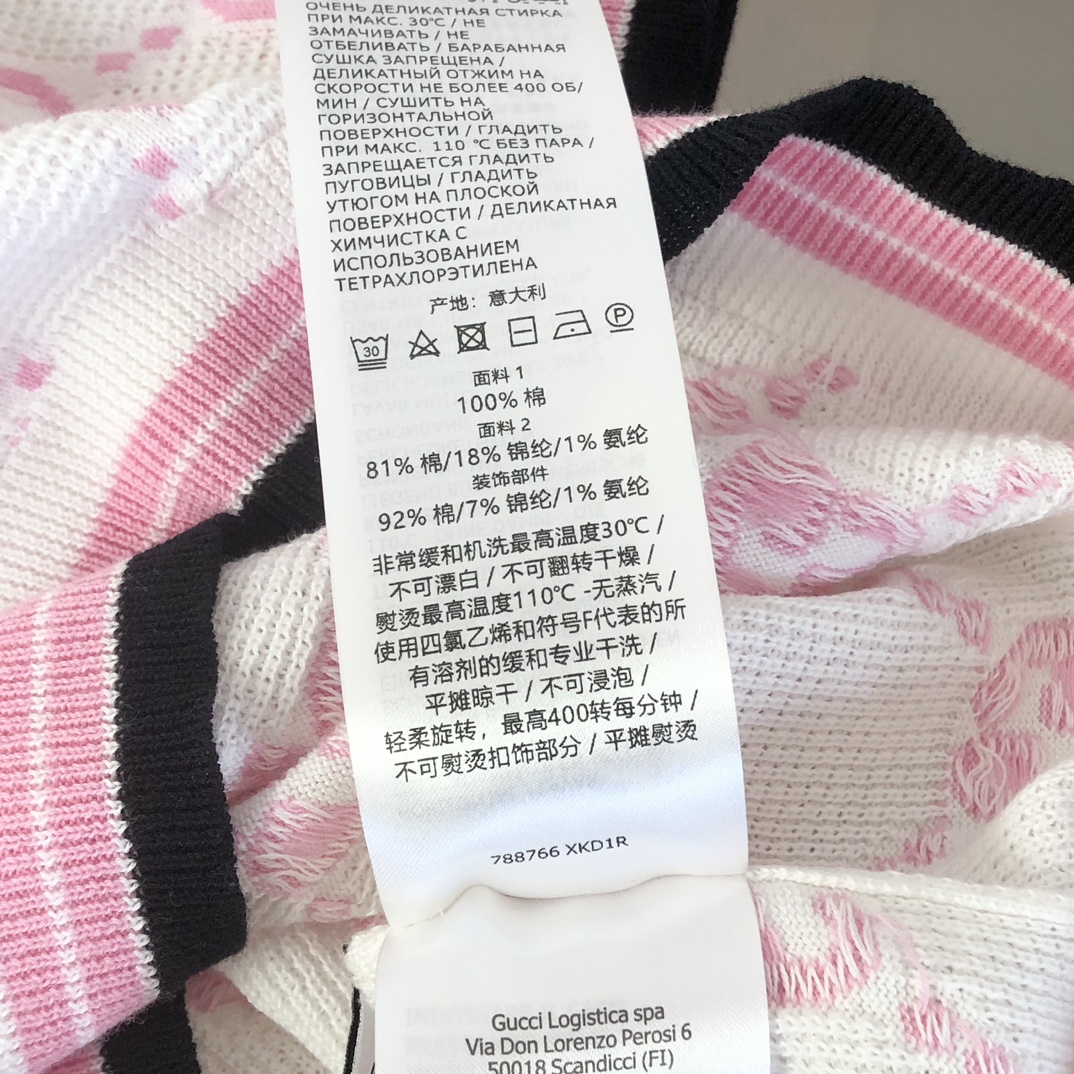 ОЧЕНЬ ДЕЛИКАТНАЯ СТИРКА
ПРИ МАКС. 30℃ / НЕ
ЗАМАЧИВАТЬ / НЕ
ОТБЕЛИВАТЬ / БАРАБАННАЯ
СУШКА ЗАПРЕЩЕНА /
ДЕЛИКАТНЫЙ ОТЖИМ НА
СКОРОСТИ НЕ БОЛЕЕ 400 ОБ/
МИН / СУШИТЬ НА
ГОРИЗОНТАЛЬНОЙ
ПОВЕРХНОСТИ / ГЛАДИТЬ
ПРИ МАКС. 110 ℃ БЕЗ ПАРА /
ЗАПРЕЩАЕТСЯ ГЛАДИТЬ
ПУГОВИЦЫ / ГЛАДИТЬ
УТЮГОМ НА ПЛОСКОЙ
ПОВЕРХНОСТИ / ДЕЛИКАТНАЯ
ХИМЧИСТКА С
ИСПОЛЬЗОВАНИЕМ
ТЕТРАХЛОРЭТИЛЕНА
产地：意大利
30 P
面料 1
100% 棉
面料 2
81% 棉/18% 锦纶/1% 氨纶
装饰部件
92% 棉/7% 锦纶/1% 氨纶
非常缓和机洗最高温度30℃ /
不可漂白 / 不可翻转干燥 /
熨烫最高温度110℃ -无蒸汽 /
使用四氯乙烯和符号F代表的所
有溶剂的缓和专业干洗 /
平摊晾干 / 不可浸泡 /
轻柔旋转，最高400转每分钟 /
不可熨烫扣饰部分 / 平摊熨烫
788766 XKD1R
Gucci Logistica spa
Via Don Lorenzo Perosi 6
50018 Scandicci (FI)